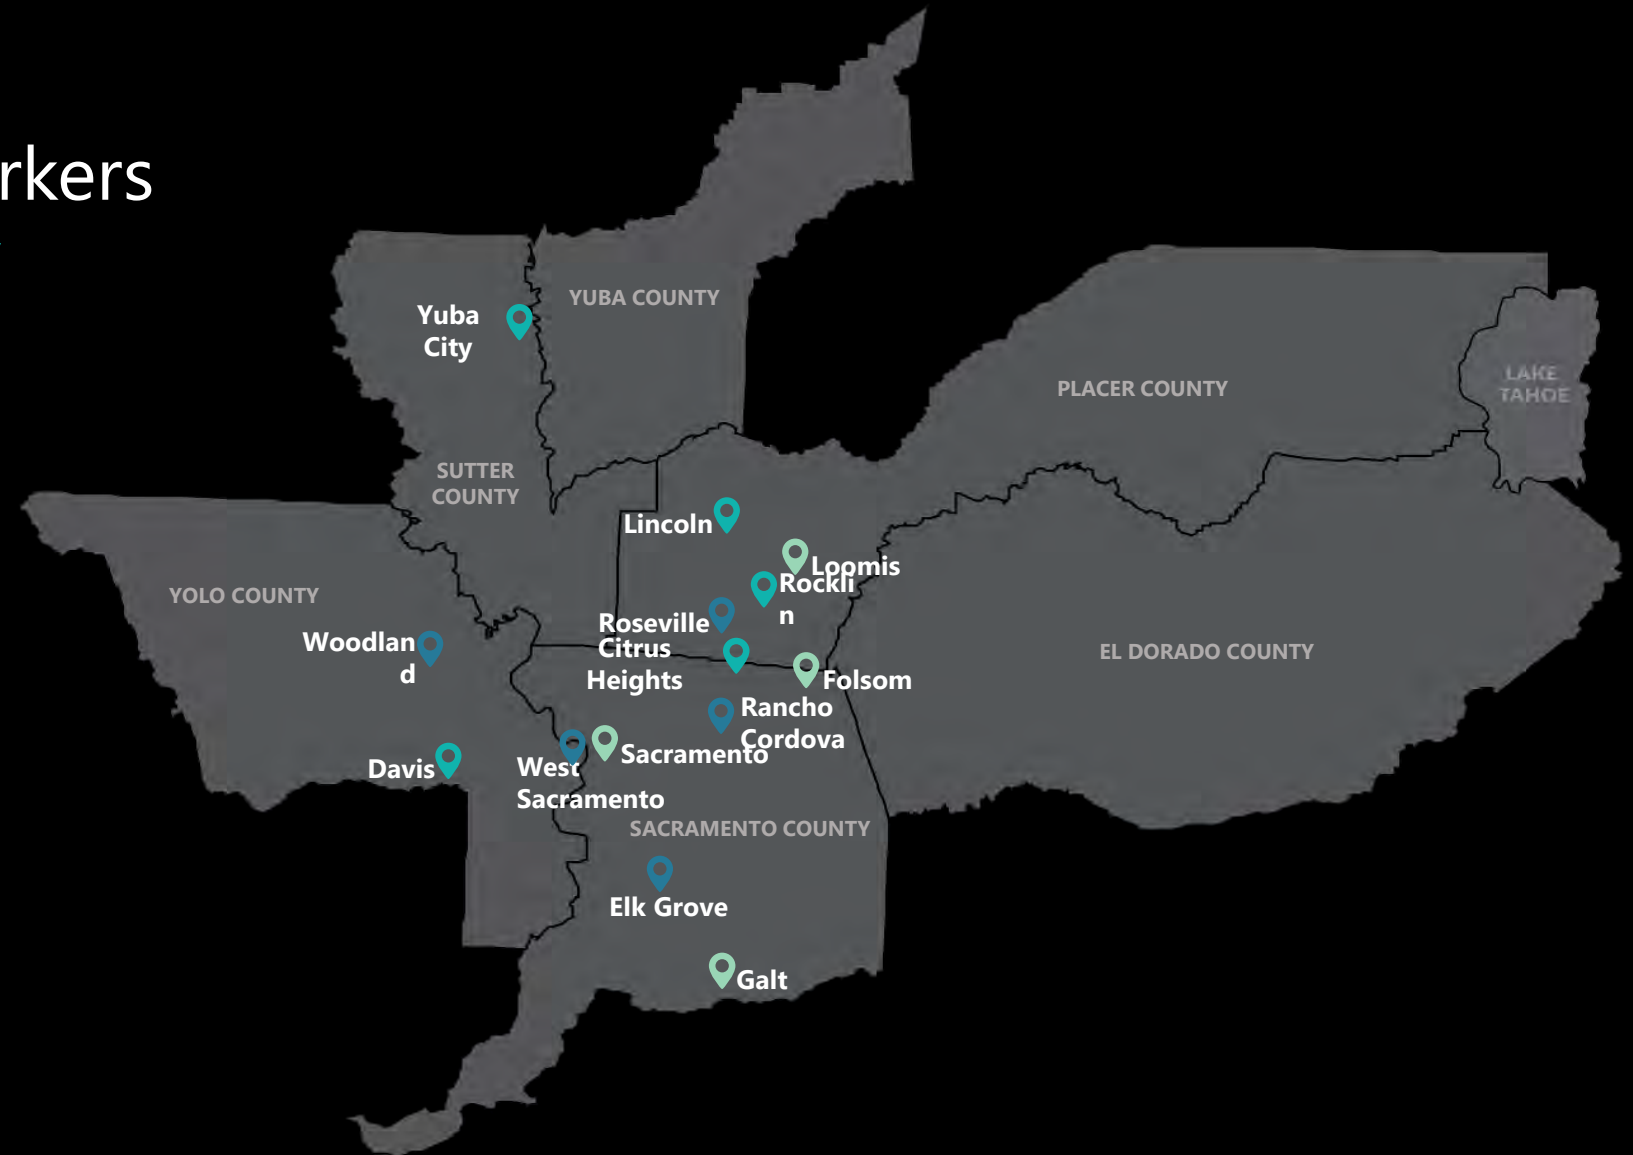 rkers
YUBA COUNTY
Yuba
City
PLACER COUNTY
LAKE
TAHOE
SUTTER
COUNTY
Lincoln
Loomis
Rockli
n
YOLO COUNTY
Roseville
Woodlan
d
Citrus
Heights
EL DORADO COUNTY
Folsom
Rancho
Cordova
Sacramento
Davis
West
Sacramento
SACRAMENTO COUNTY
Elk Grove
Galt